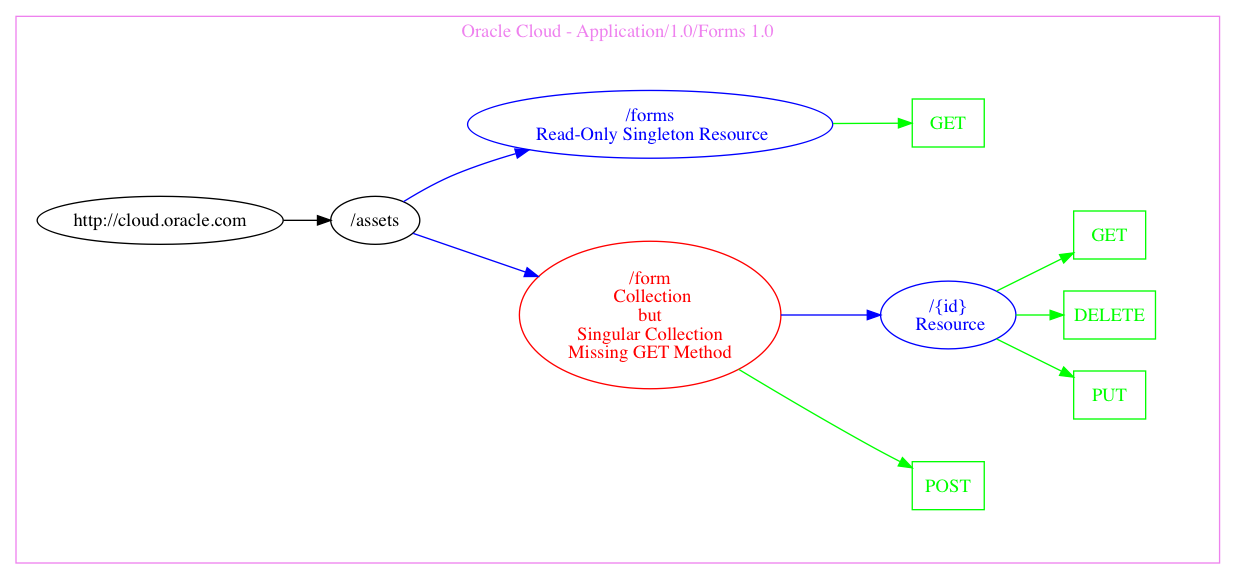 Oracle Cloud - Application/1.0/Forms 1.0
/forms
Read-Only Singleton Resource
GET
http://cloud.oracle.com
/assets
/form
Collection
but
Singular Collection
Missing GET Method
/{id}
Resource
GET
DELETE
PUT
POST